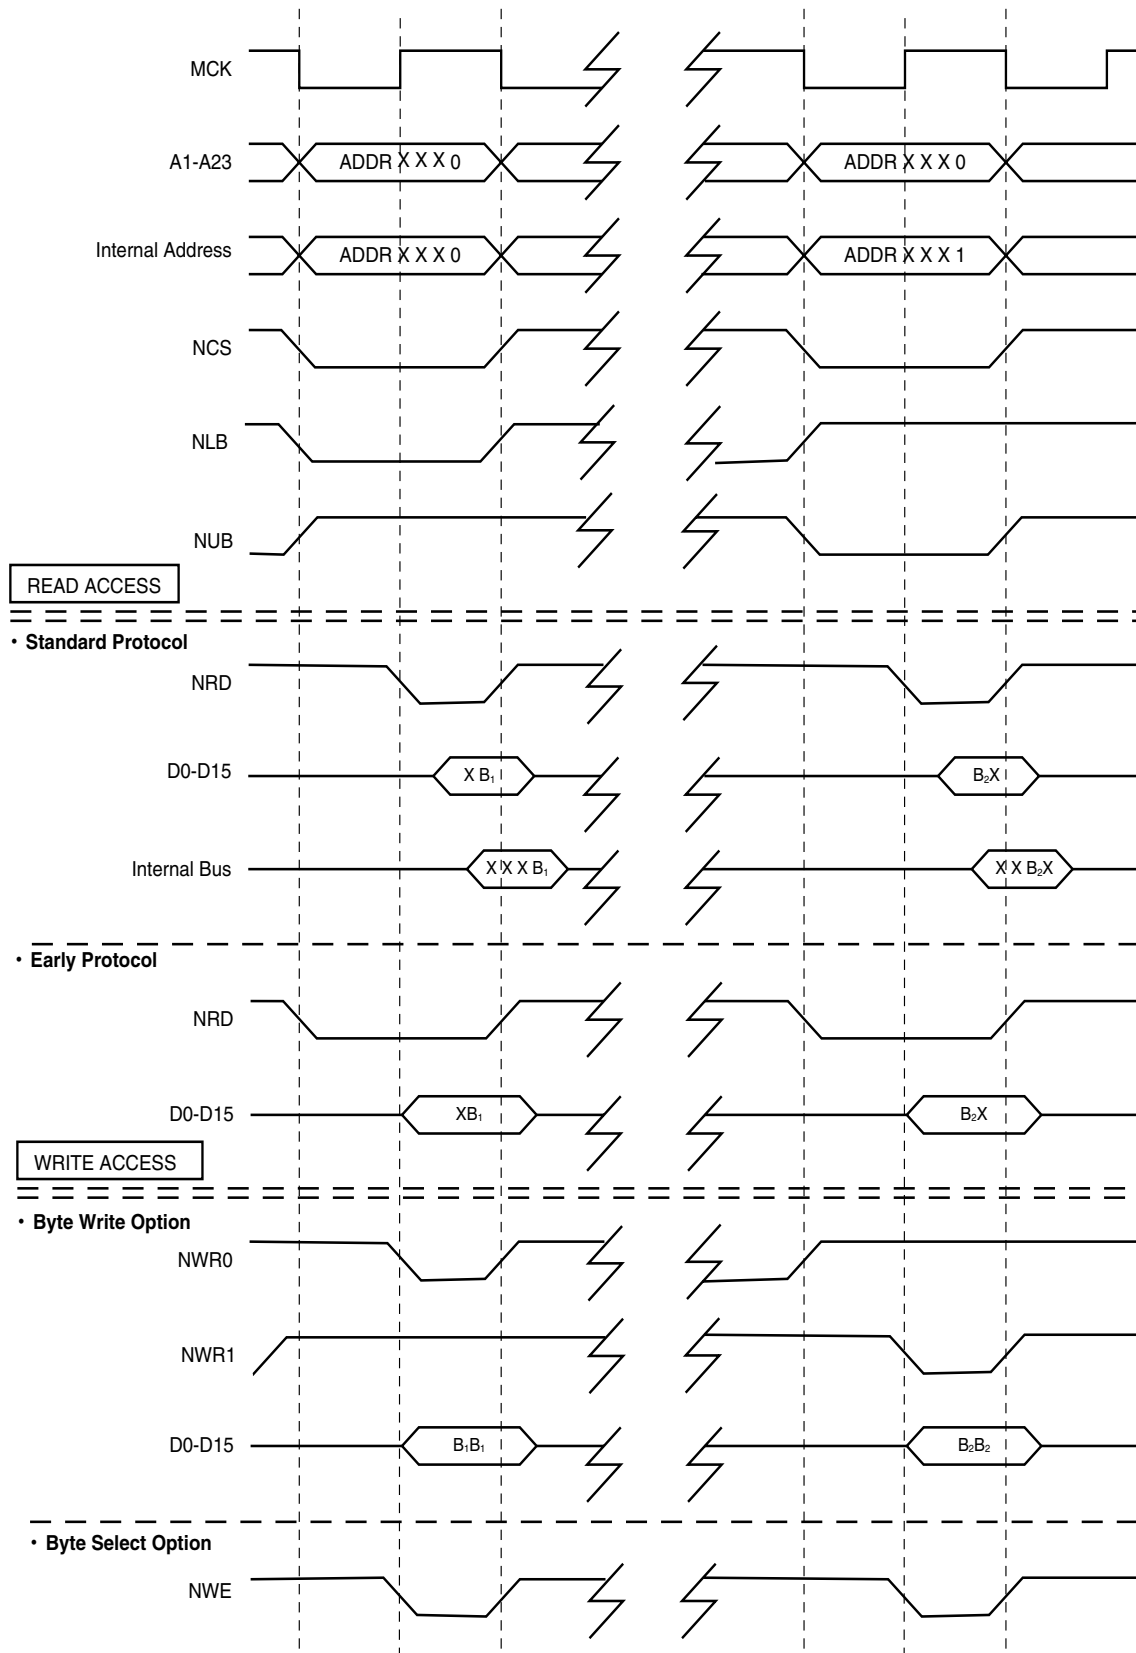 MCK
A1-A23 ADDR X X X 0 ADDR X X X 0
Internal Address ADDR X X X 0 ADDR X X X 1
NCS
NLB
NUB
READ ACCESS
• Standard Protocol
NRD
D0-D15 X B₁ B₂X
Internal Bus X X X B₁ X X B₂X
• Early Protocol
NRD
D0-D15 XB₁ B₂X
WRITE ACCESS
• Byte Write Option
NWR0
NWR1
D0-D15 B₁B₁ B₂B₂
• Byte Select Option
NWE